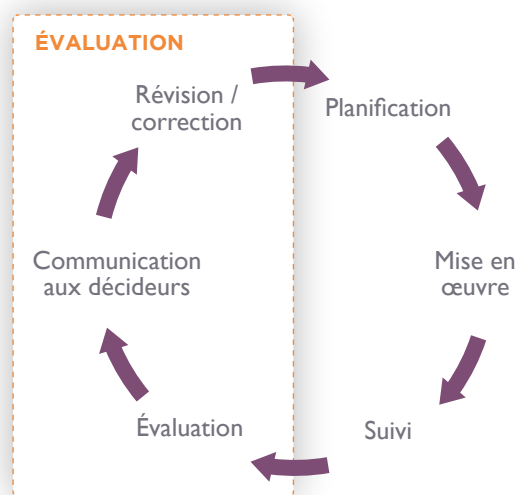 ÉVALUATION
Révision /
correction
Planification
Mise en
œuvre
Suivi
Évaluation
Communication
aux décideurs